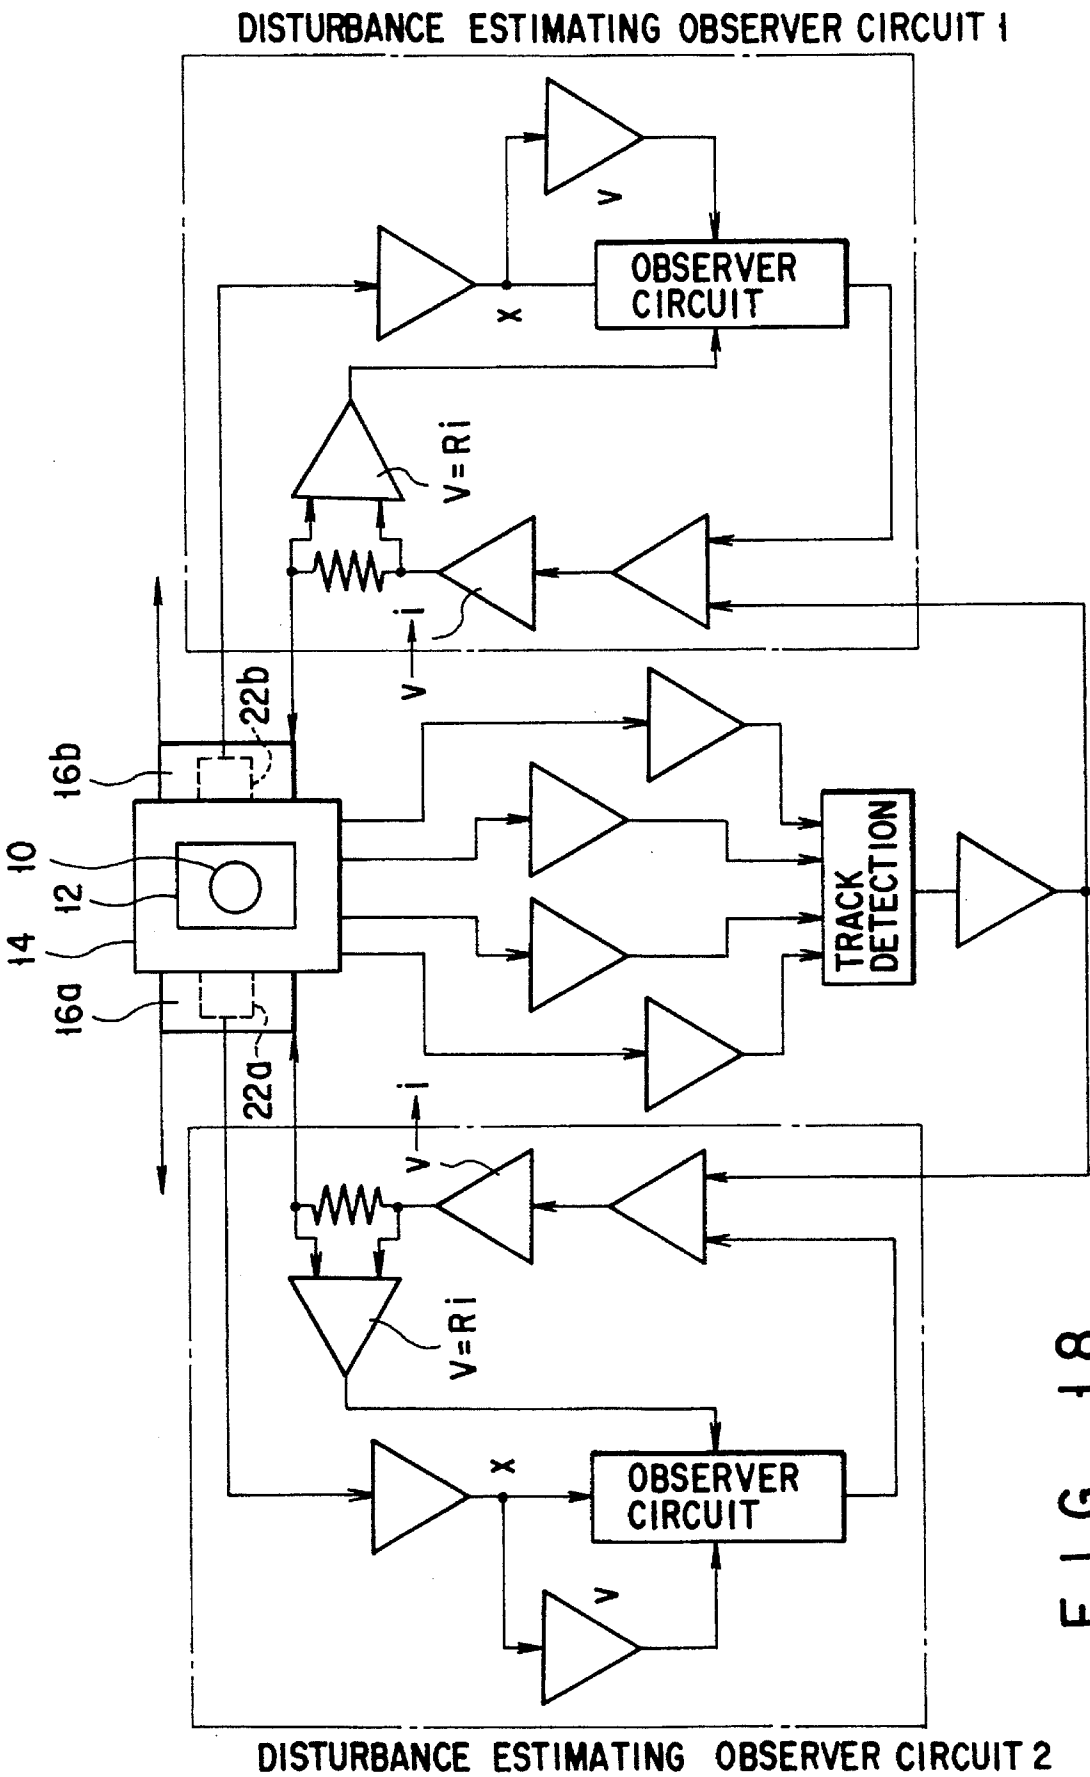 DISTURBANCE ESTIMATING OBSERVER CIRCUIT 1
V
X
OBSERVER
CIRCUIT
V=Ri
V→i
22b
16b
10
12
14
16a
22a
TRACK
DETECTION
V→i
V=Ri
X
OBSERVER
CIRCUIT
V
DISTURBANCE ESTIMATING OBSERVER CIRCUIT 2
FIG. 18